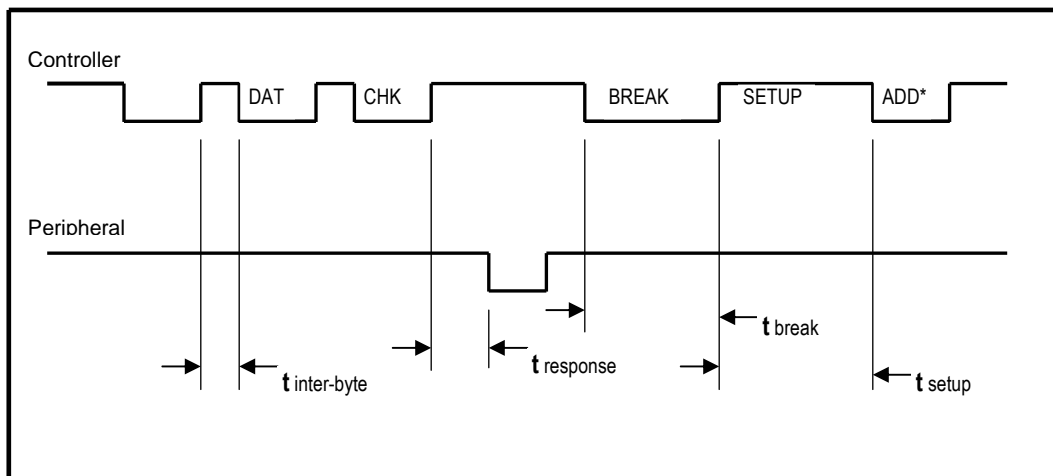 Controller
DAT CHK BREAK SETUP ADD*
Peripheral
t break
t response
t inter-byte t setup